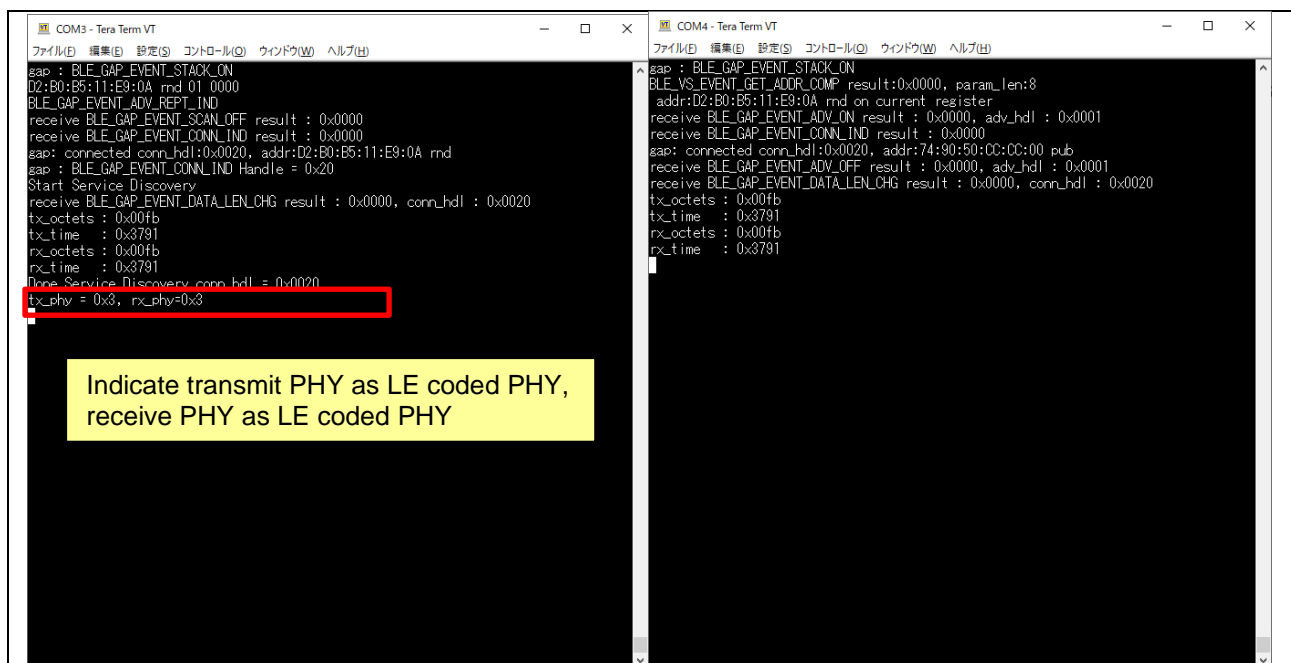 COM3 - Tera Term VT
ファイル(F) 編集(E) 設定(S) コントロール(O) ウィンドウ(W) ヘルプ(H)
gap : BLE_GAP_EVENT_STACK_ON
D2:B0:B5:11:E9:0A rnd 01 0000
BLE_GAP_EVENT_ADV_REPT_IND
receive BLE_GAP_EVENT_SCAN_OFF result : 0x0000
receive BLE_GAP_EVENT_CONN_IND result : 0x0000
gap: connected conn_hdl:0x0020, addr:D2:B0:B5:11:E9:0A rnd
gap : BLE_GAP_EVENT_CONN_IND Handle = 0x20
Start Service Discovery
receive BLE_GAP_EVENT_DATA_LEN_CHG result : 0x0000, conn_hdl : 0x0020
tx_octets : 0x00fb
tx_time : 0x3791
rx_octets : 0x00fb
rx_time : 0x3791
Done Service Discovery conn_hdl = 0x0020
tx_phy = 0x3, rx_phy=0x3
Indicate transmit PHY as LE coded PHY,
receive PHY as LE coded PHY
COM4 - Tera Term VT
ファイル(F) 編集(E) 設定(S) コントロール(O) ウィンドウ(W) ヘルプ(H)
gap : BLE_GAP_EVENT_STACK_ON
BLE_VS_EVENT_GET_ADDR_COMP result:0x0000, param_len:8
addr:D2:B0:B5:11:E9:0A rnd on current register
receive BLE_GAP_EVENT_ADV_ON result : 0x0000, adv_hdl : 0x0001
receive BLE_GAP_EVENT_CONN_IND result : 0x0000
gap: connected conn_hdl:0x0020, addr:74:90:50:CC:CC:00 pub
receive BLE_GAP_EVENT_ADV_OFF result : 0x0000, adv_hdl : 0x0001
receive BLE_GAP_EVENT_DATA_LEN_CHG result : 0x0000, conn_hdl : 0x0020
tx_octets : 0x00fb
tx_time : 0x3791
rx_octets : 0x00fb
rx_time : 0x3791